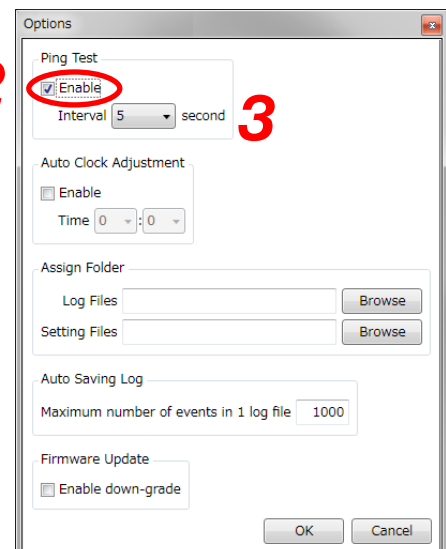 Options
Ping Test
Enable
Interval 5 second
3
Auto Clock Adjustment
Enable
Time 0 : 0
Assign Folder
Log Files Browse
Setting Files Browse
Auto Saving Log
Maximum number of events in 1 log file 1000
Firmware Update
Enable down-grade
OK Cancel